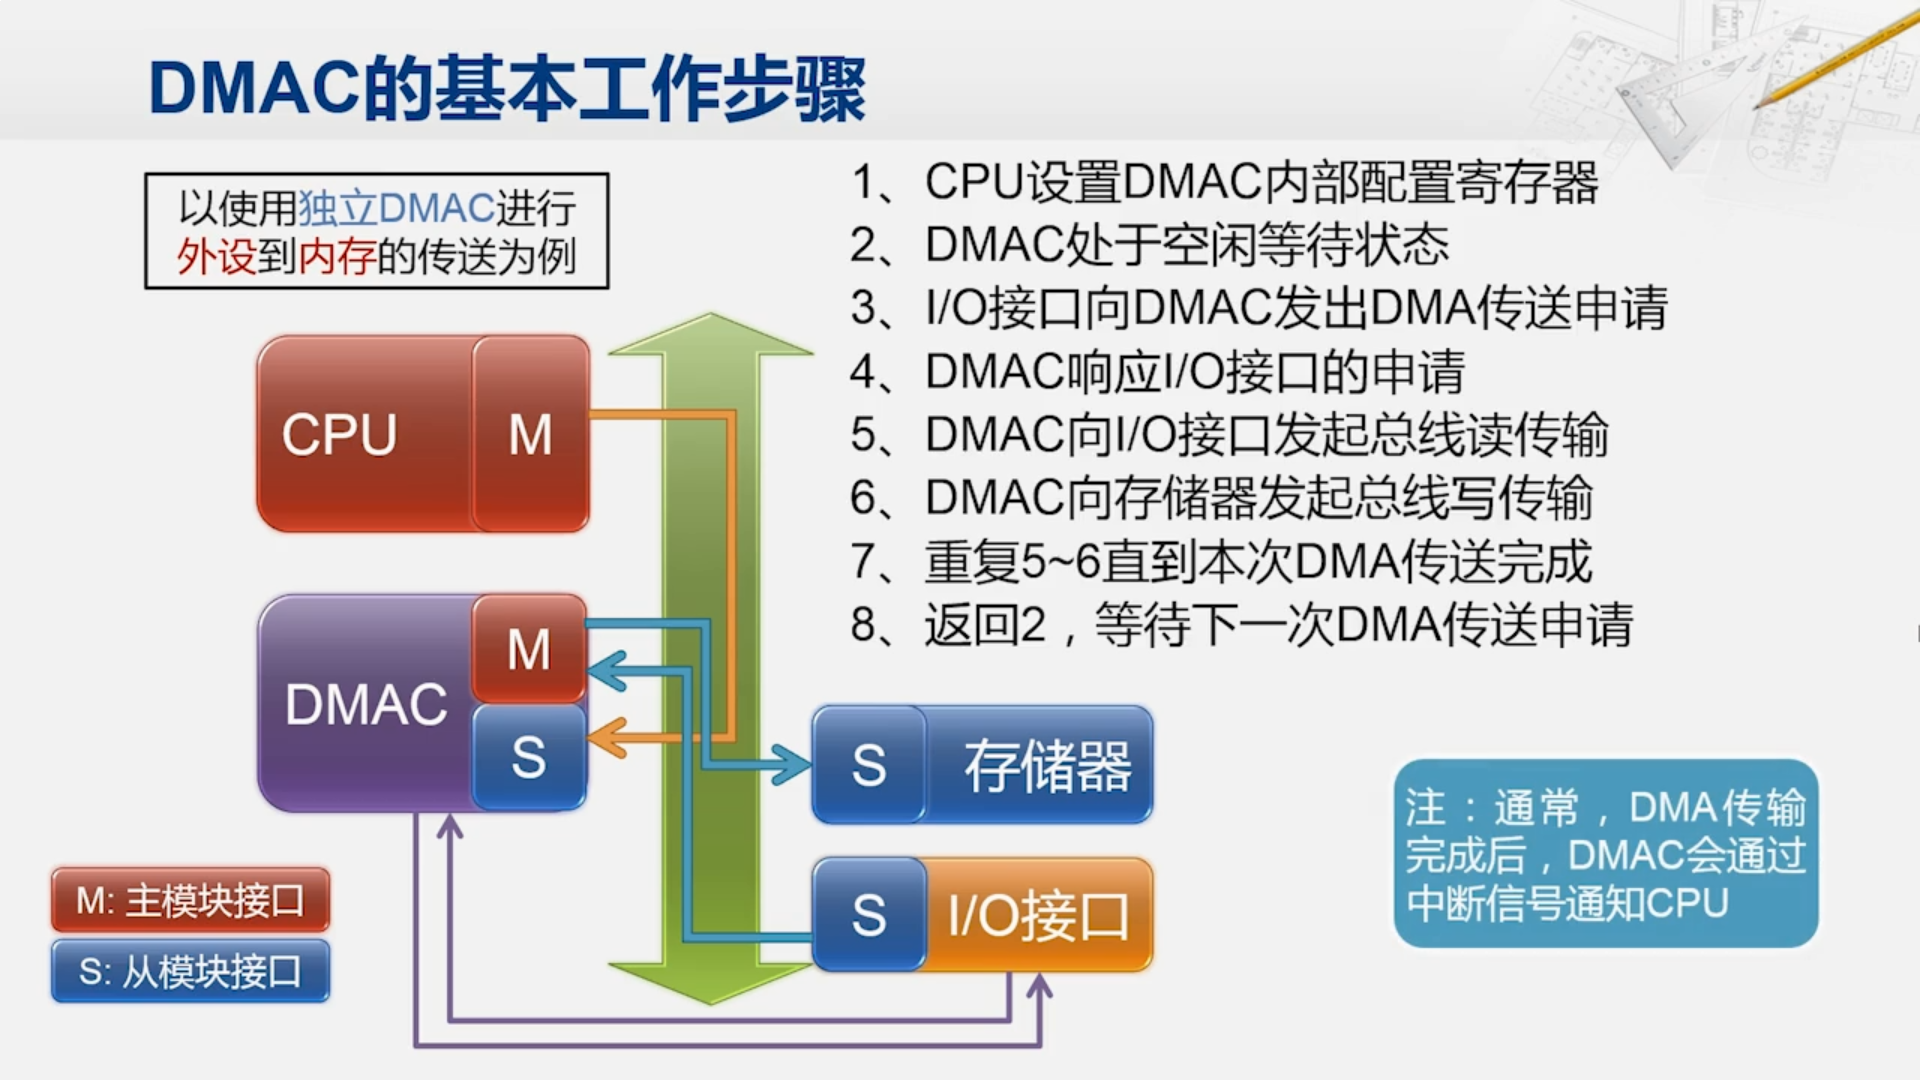 DMAC的基本工作步骤
以使用独立DMAC进行
外设到内存的传送为例
1、CPU设置DMAC内部配置寄存器
2、DMAC处于空闲等待状态
3、I/O接口向DMAC发出DMA传送申请
4、DMAC响应I/O接口的申请
5、DMAC向I/O接口发起总线读传输
6、DMAC向存储器发起总线写传输
7、重复5~6直到本次DMA传送完成
8、返回2，等待下一次DMA传送申请
CPU
M
DMAC
M
S
S
存储器
S
I/O接口
M: 主模块接口
S: 从模块接口
注：通常，DMA传输
完成后，DMAC会通过
中断信号通知CPU